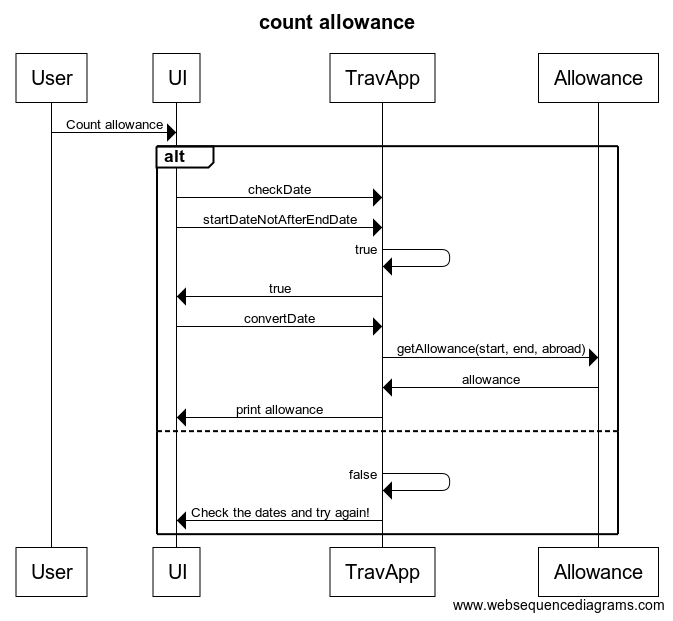 count allowance
User
UI
TravApp
Allowance
Count allowance
alt
checkDate
startDateNotAfterEndDate
true
true
convertDate
getAllowance(start, end, abroad)
allowance
print allowance
false
Check the dates and try again!
User
UI
TravApp
Allowance
www.websequencediagrams.com